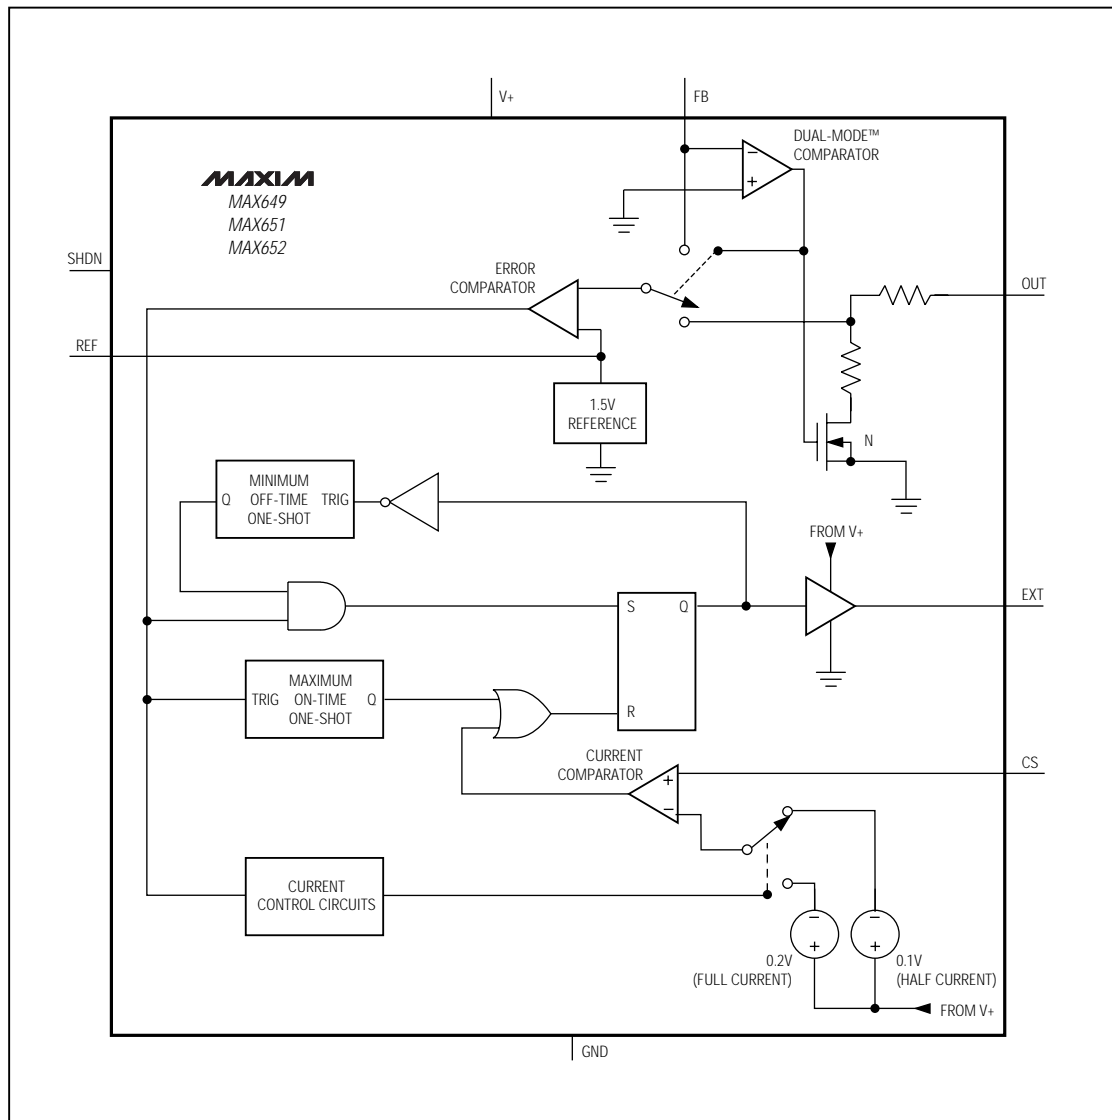 V+
FB
DUAL-MODE™
COMPARATOR
−
+
MAXIM
MAX649
MAX651
MAX652
SHDN
ERROR
COMPARATOR
OUT
REF
1.5V
REFERENCE
N
MINIMUM
Q OFF-TIME TRIG
ONE-SHOT
FROM V+
EXT
S Q
MAXIMUM
TRIG ON-TIME Q
ONE-SHOT
R
CURRENT
COMPARATOR
CS
+
−
CURRENT
CONTROL CIRCUITS
− −
+ +
0.2V
(FULL CURRENT)
0.1V
(HALF CURRENT)
FROM V+
GND